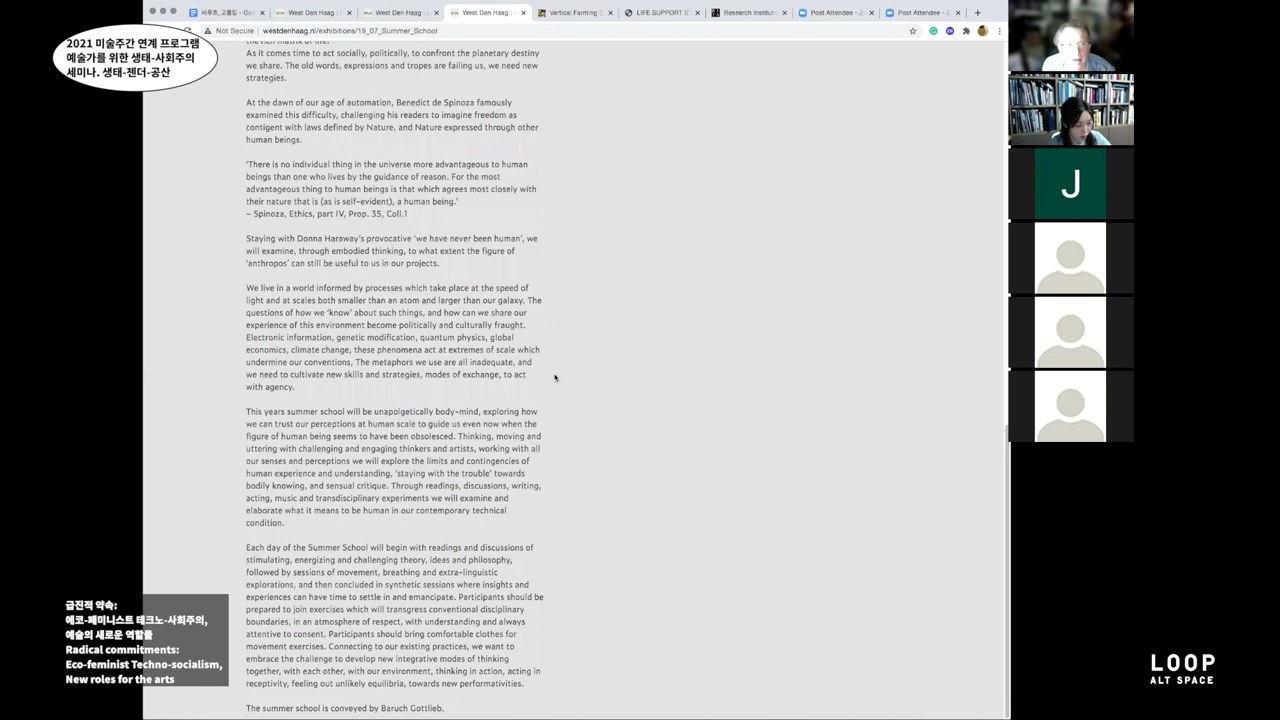 West Den Haag :
West Den Haag :
West Den Haag :
Vertical Farming
LIFE SUPPORT S
Research Institute
Post Attendee - Z
Post Attendee - Z
Not Secure
westdenhaag.nl/exhibitions/19_07_Summer_School
2021 미술주간 연계 프로그램
예술가를 위한 생태-사회주의
세미나. 생태-젠더-공산
the rich matrix of life.
As it comes time to act socially, politically, to confront the planetary destiny
we share. The old words, expressions and tropes are failing us, we need new
strategies.
At the dawn of our age of automation, Benedict de Spinoza famously
examined this difficulty, challenging his readers to imagine freedom as
contigent with laws defined by Nature, and Nature expressed through other
human beings.
'There is no individual thing in the universe more advantageous to human
beings than one who lives by the guidance of reason. For the most
advantageous thing to human beings is that which agrees most closely with
their nature that is (as is self-evident), a human being.'
– Spinoza, Ethics, part IV, Prop. 35, Coll.1
Staying with Donna Haraway's provocative 'we have never been human', we
will examine, through embodied thinking, to what extent the figure of
'anthropos' can still be useful to us in our projects.
We live in a world informed by processes which take place at the speed of
light and at scales both smaller than an atom and larger than our galaxy. The
questions of how we 'know' about such things, and how can we share our
experience of this environment become politically and culturally fraught.
Electronic information, genetic modification, quantum physics, global
economics, climate change, these phenomena act at extremes of scale which
undermine our conventions, The metaphors we use are all inadequate, and
we need to cultivate new skills and strategies, modes of exchange, to act
with agency.
This years summer school will be unapolgetically body-mind, exploring how
we can trust our perceptions at human scale to guide us even now when the
figure of human being seems to have been obsolesced. Thinking, moving and
uttering with challenging and engaging thinkers and artists, working with all
our senses and perceptions we will explore the limits and contingencies of
human experience and understanding, 'staying with the trouble' towards
bodily knowing, and sensual critique. Through readings, discussions, writing,
acting, music and transdisciplinary experiments we will examine and
elaborate what it means to be human in our contemporary technical
condition.
Each day of the Summer School will begin with readings and discussions of
stimulating, energizing and challenging theory, ideas and philosophy,
followed by sessions of movement, breathing and extra-linguistic
explorations, and then concluded in synthetic sessions where insights and
experiences can have time to settle in and emancipate. Participants should be
prepared to join exercises which will transgress conventional disciplinary
boundaries, in an atmosphere of respect, with understanding and always
attentive to consent. Participants should bring comfortable clothes for
movement exercises. Connecting to our existing practices, we want to
embrace the challenge to develop new integrative modes of thinking
together, with each other, with our environment, thinking in action, acting in
receptivity, feeling out unlikely equilibria, towards new performativities.
The summer school is conveyed by Baruch Gottlieb.
급진적 약속:
에코-페미니스트 테크노-사회주의,
예술의 새로운 역할들
Radical commitments:
Eco-feminist Techno-socialism,
New roles for the arts
J
LOOP
ALT SPACE